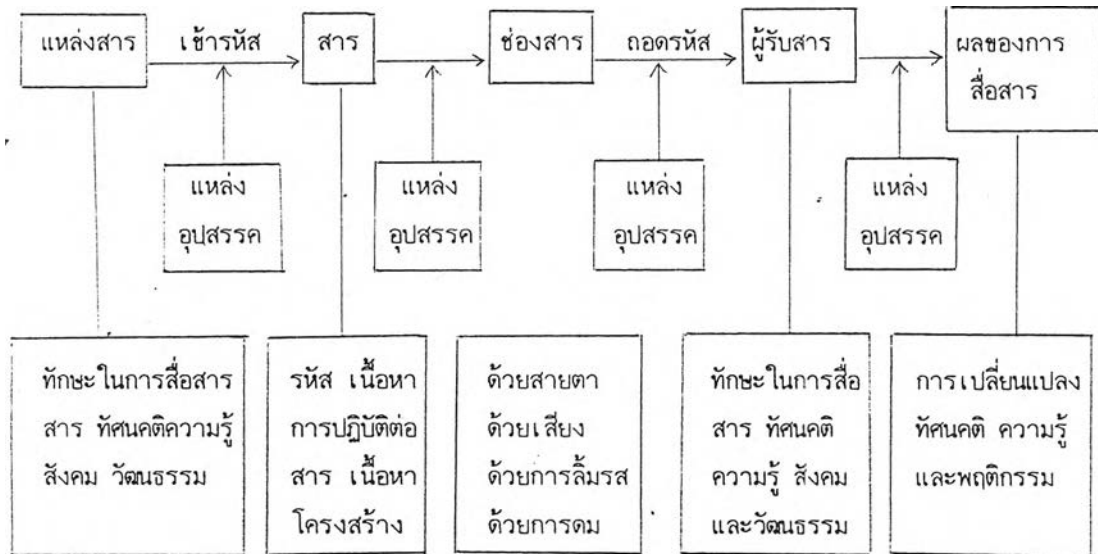 แหล่งสาร
เข้ารหัส
สาร
ช่องสาร
ถอดรหัส
ผู้รับสาร
ผลของการ
สื่อสาร
แหล่ง
อุปสรรค
แหล่ง
อุปสรรค
แหล่ง
อุปสรรค
แหล่ง
อุปสรรค
ทักษะในการสื่อสาร
สาร ทัศนคติความรู้
สังคม วัฒนธรรม
รหัส เนื้อหา
การปฏิบัติต่อ
สาร เนื้อหา
โครงสร้าง
ด้วยสายตา
ด้วยเสียง
ด้วยการลิ้มรส
ด้วยการดม
ทักษะในการสื่อ
สาร ทัศนคติ
ความรู้ สังคม
และวัฒนธรรม
การเปลี่ยนแปลง
ทัศนคติ ความรู้
และพฤติกรรม